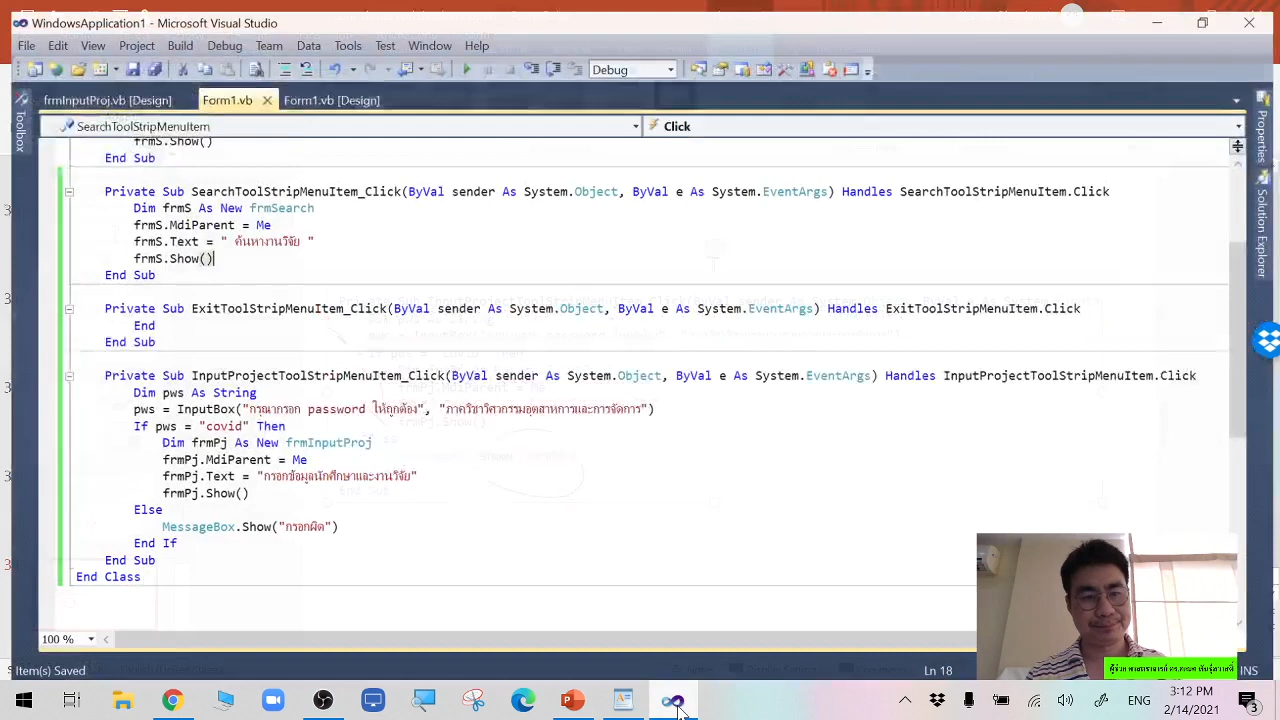 WindowsApplication1 - Microsoft Visual Studio
File Edit View Project Build Debug Team Data Tools Test Window Help
Debug
frmInputProj.vb [Design] Form1.vb Form1.vb [Design]
SearchToolStripMenuItem Click
Toolbox
Properties
Solution Explorer
frmS.Show()
End Sub
Private Sub SearchToolStripMenuItem_Click(ByVal sender As System.Object, ByVal e As System.EventArgs) Handles SearchToolStripMenuItem.Click
Dim frmS As New frmSearch
frmS.MdiParent = Me
frmS.Text = " ค้นหางานวิจัย "
frmS.Show()
End Sub
Private Sub ExitToolStripMenuItem_Click(ByVal sender As System.Object, ByVal e As System.EventArgs) Handles ExitToolStripMenuItem.Click
End
End Sub
Private Sub InputProjectToolStripMenuItem_Click(ByVal sender As System.Object, ByVal e As System.EventArgs) Handles InputProjectToolStripMenuItem.Click
Dim pws As String
pws = InputBox("กรุณากรอก password ให้ถูกต้อง", "ภาควิชาวิศวกรรมอุตสาหการและการจัดการ")
If pws = "covid" Then
Dim frmPj As New frmInputProj
frmPj.MdiParent = Me
frmPj.Text = "กรอกข้อมูลนักศึกษาและงานวิจัย"
frmPj.Show()
Else
MessageBox.Show("กรอกผิด")
End If
End Sub
End Class
100 %
Item(s) Saved Ln 18 INS
ENG
3:12 PM
2/14/2021
3